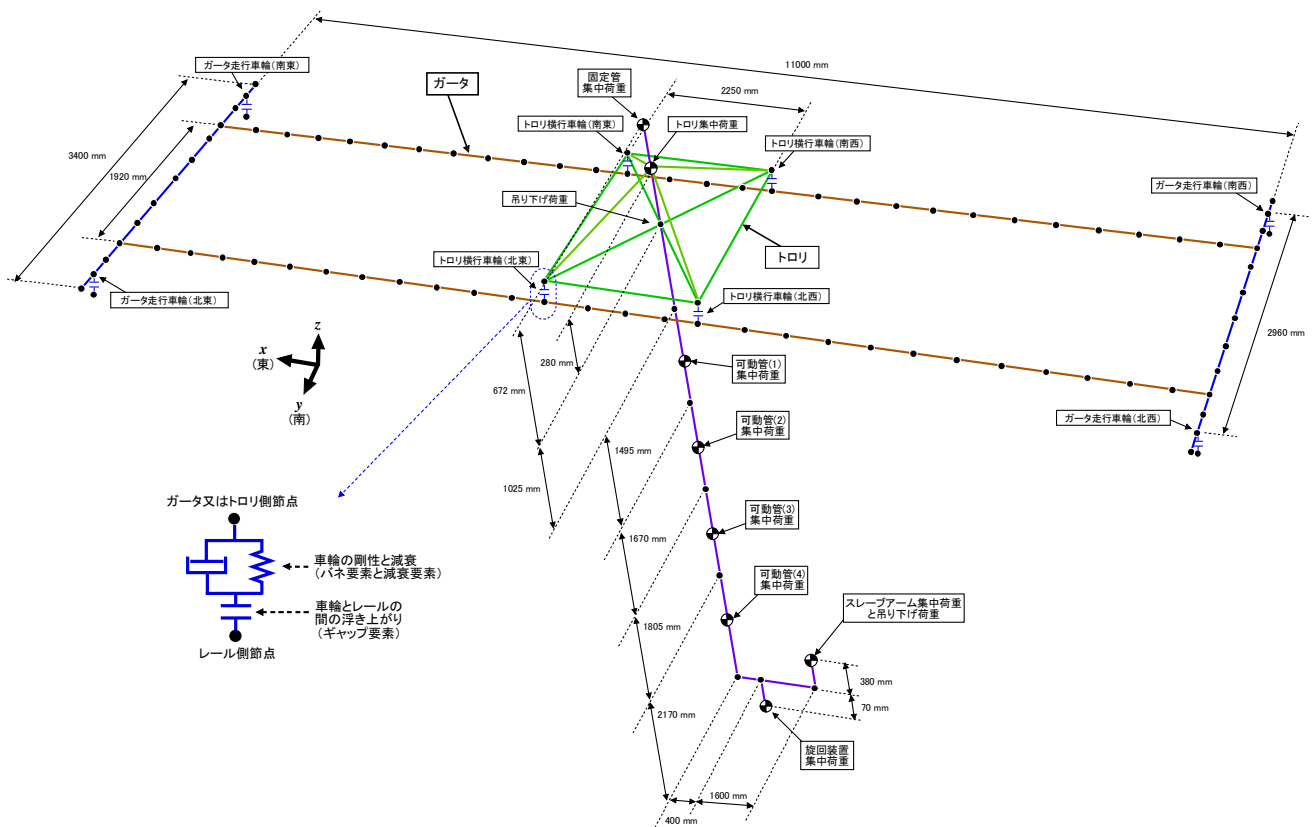 11000 mm
ガータ走行車輪(南東)
ガータ
固定管
集中荷重
2250 mm
トロリ横行車輪(南東)
トロリ集中荷重
トロリ横行車輪(南西)
3400 mm
1920 mm
ガータ走行車輪(南西)
吊り下げ荷重
トロリ横行車輪(北東)
トロリ
ガータ走行車輪(北東)
トロリ横行車輪(北西)
2960 mm
z
x
(東)
y
(南)
280 mm
672 mm
可動管(1)
集中荷重
ガータ走行車輪(北西)
可動管(2)
集中荷重
1495 mm
1025 mm
ガータ又はトロリ側節点
可動管(3)
集中荷重
1670 mm
車輪の剛性と減衰
(バネ要素と減衰要素)
可動管(4)
集中荷重
車輪とレールの
間の浮き上がり
(ギャップ要素)
スレーブアーム集中荷重
と吊り下げ荷重
1805 mm
レール側節点
380 mm
70 mm
2170 mm
旋回装置
集中荷重
1600 mm
400 mm